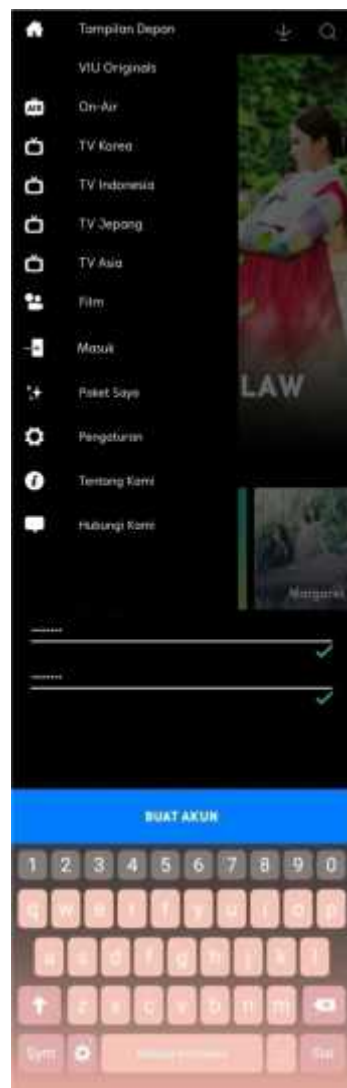 Tampilan Depan
VIU Originals
On-Air
TV Korea
TV Indonesia
TV Jepang
TV Asia
Film
Masuk
LAW
Paket Saya
Pengaturan
Tentang Kami
Hubungi Kami
BUAT AKUN
1 2 3 4 5 6 7 8 9 0
q w e r t y u i o p
a s d f g h j k l
z x c v b n m
Sym